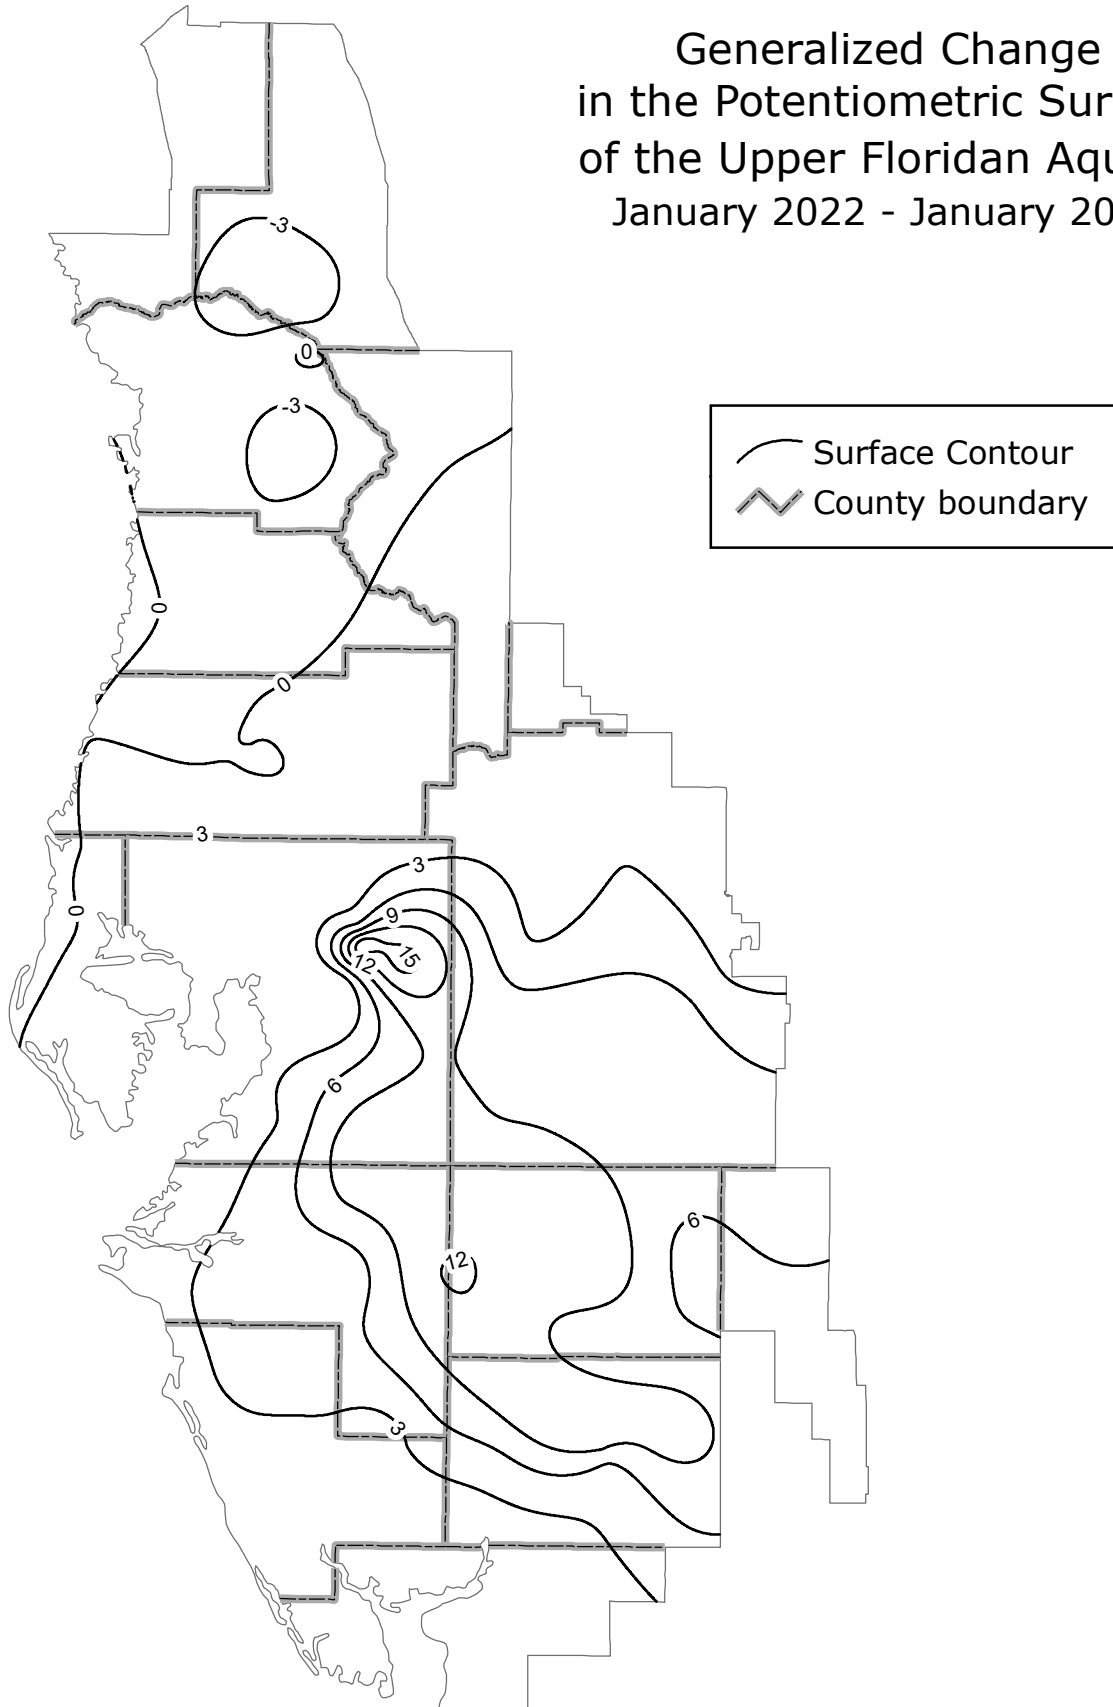 Generalized Change
in the Potentiometric Sur
of the Upper Floridan Aqu
January 2022 - January 20
-3
0
-3
Surface Contour
County boundary
0
0
3
3
0
9
15
12
6
6
12
3